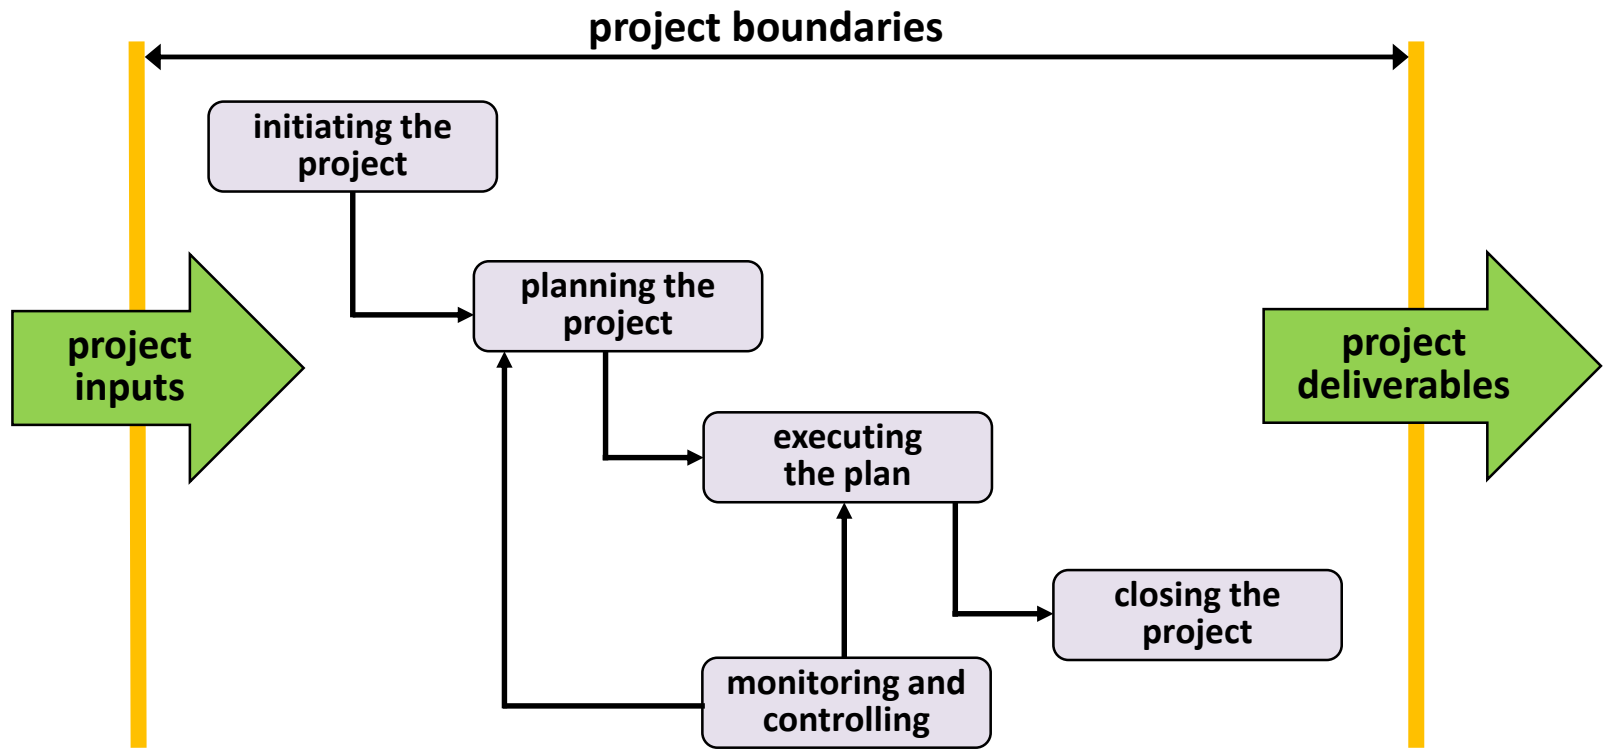 project boundaries
initiating the
project
planning the
project
project
inputs
project
deliverables
executing
the plan
closing the
project
monitoring and
controlling